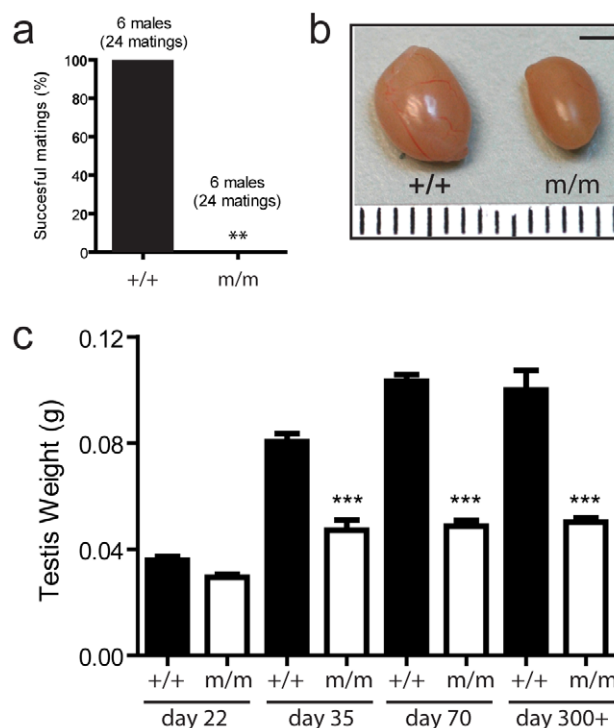 a
6 males
(24 matings)
Succesful matings (%)
100
80
60
40
20
0
6 males
(24 matings)
**
+/+ m/m
b
+/+ m/m
c
Testis Weight (g)
0.12
0.08
0.04
0.00
*** *** ***
+/+ m/m +/+ m/m +/+ m/m +/+ m/m
day 22 day 35 day 70 day 300+